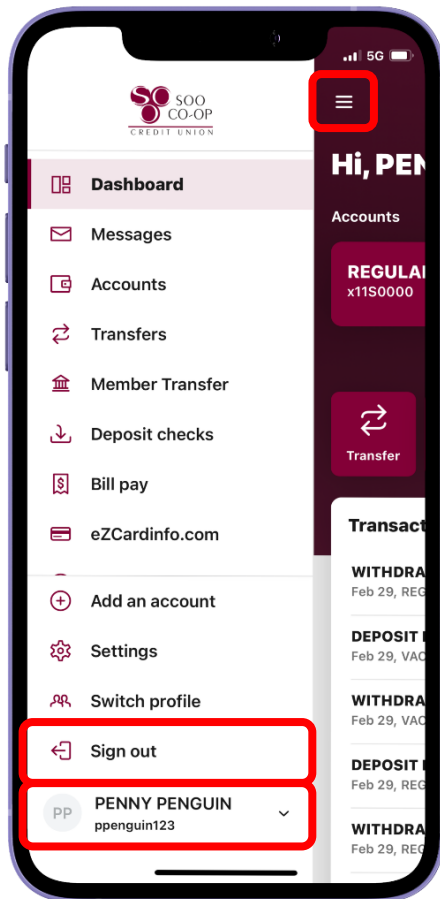 SOO
CO-OP
CREDIT UNION
Dashboard
Messages
Accounts
Transfers
Member Transfer
Deposit checks
Bill pay
eZCardinfo.com
Add an account
Settings
Switch profile
Sign out
PP
PENNY PENGUIN
ppenguin123
5G
Hi, PEN
Accounts
REGULAR
x11S0000
Transfer
Transact
WITHDRA
Feb 29, REG
DEPOSIT
Feb 29, VAC
WITHDRA
Feb 29, VAC
DEPOSIT
Feb 29, REG
WITHDRA
Feb 29, REG